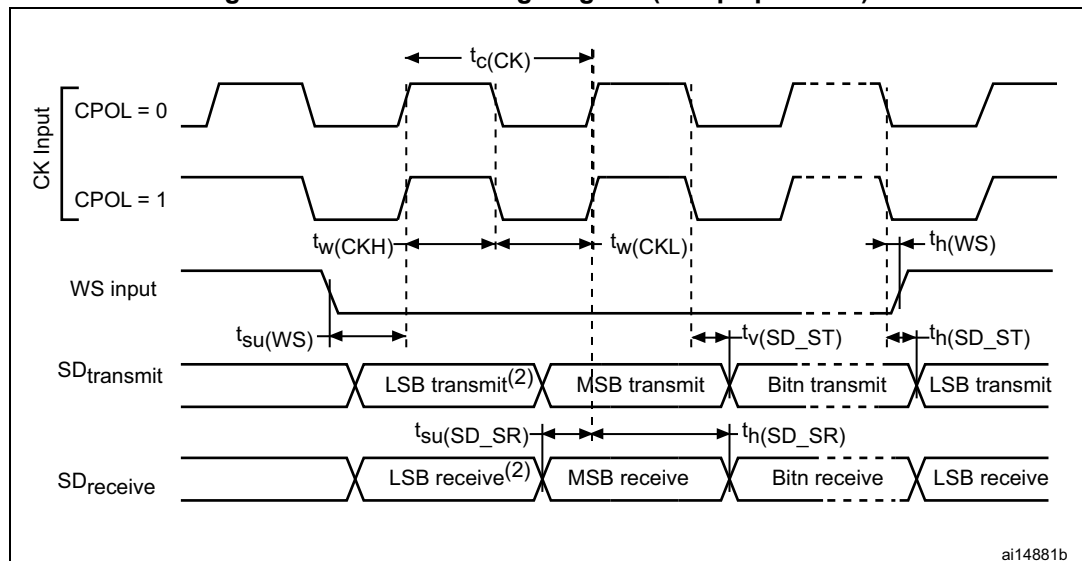 tc(CK)
CK Input
CPOL = 0
CPOL = 1
tw(CKH)
tw(CKL)
th(WS)
WS input
tsu(WS)
tv(SD_ST)
th(SD_ST)
SDtransmit
LSB transmit(2)
MSB transmit
Bitn transmit
LSB transmit
tsu(SD_SR)
th(SD_SR)
SDreceive
LSB receive(2)
MSB receive
Bitn receive
LSB receive
ai14881b